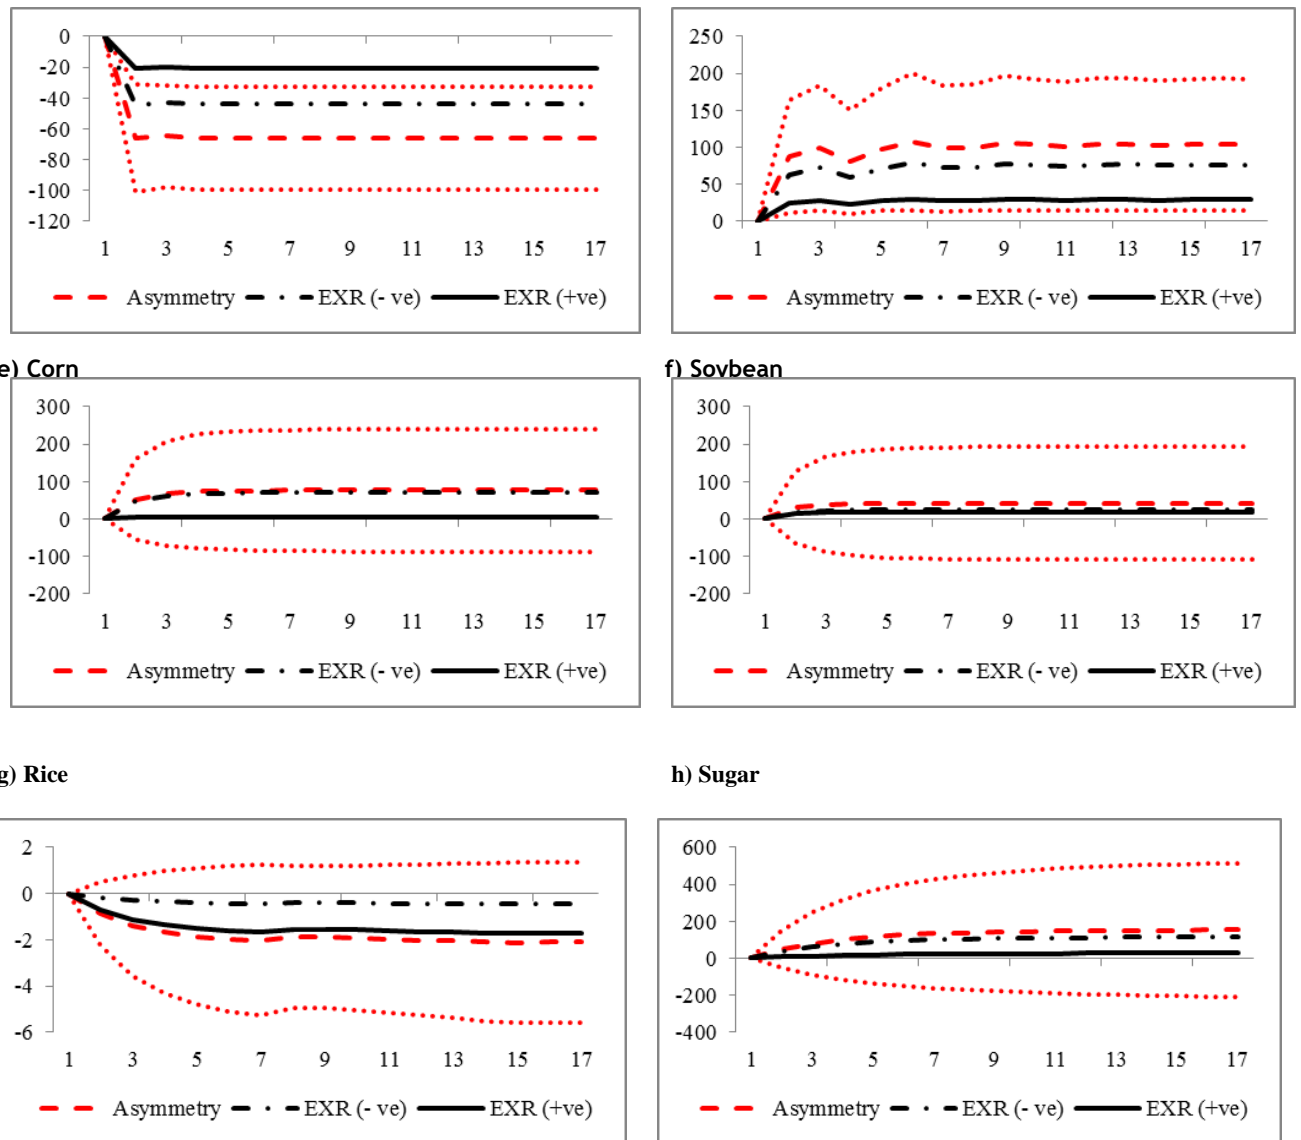 0
-20
-40
-60
-80
-100
-120
1 3 5 7 9 11 13 15 17
Asymmetry EXR (- ve) EXR (+ve)
250
200
150
100
50
0
1 3 5 7 9 11 13 15 17
Asymmetry EXR (- ve) EXR (+ve)
e) Corn
f) Soybean
300
200
100
0
-100
-200
1 3 5 7 9 11 13 15 17
Asymmetry EXR (- ve) EXR (+ve)
300
200
100
0
-100
-200
1 3 5 7 9 11 13 15 17
Asymmetry EXR (- ve) EXR (+ve)
g) Rice
h) Sugar
2
0
-2
-4
-6
1 3 5 7 9 11 13 15 17
Asymmetry EXR (- ve) EXR (+ve)
600
400
200
0
-200
-400
1 3 5 7 9 11 13 15 17
Asymmetry EXR (- ve) EXR (+ve)